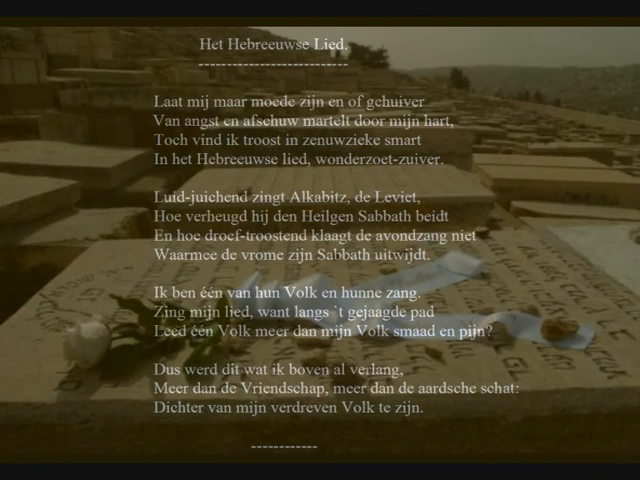 Het Hebreeuwse Lied.
--------------------------
Laat mij maar moede zijn en of gehuiver
Van angst en afschuw martelt door mijn hart,
Toch vind ik troost in zenuwzieke smart
In het Hebreeuwse lied, wonderzoet-zuiver.
Luid-juichend zingt Alkabitz, de Leviet,
Hoe verheugd hij den Heilgen Sabbath beidt
En hoe droef-troostend klaagt de avondzang niet
Waarmee de vrome zijn Sabbath uitwijdt.
Ik ben één van hun Volk en hunne zang.
Zing mijn lied, want langs `t gejaagde pad
Leed één Volk meer dan mijn Volk smaad en pijn?
Dus werd dit wat ik boven al verlang,
Meer dan de Vriendschap, meer dan de aardsche schat:
Dichter van mijn verdreven Volk te zijn.
------------